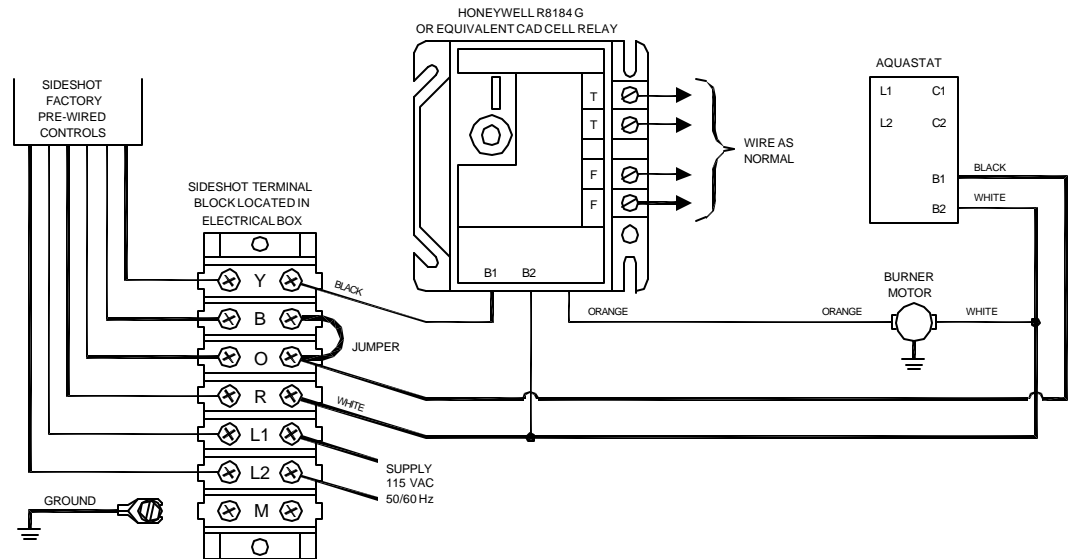 HONEYWELL R8184 G
OR EQUIVALENT CAD CELL RELAY
SIDESHOT
FACTORY
PRE-WIRED
CONTROLS
AQUASTAT
L1 C1
L2 C2
B1
B2
BLACK
WHITE
T
T
F
F
WIRE AS
NORMAL
SIDESHOT TERMINAL
BLOCK LOCATED IN
ELECTRICAL BOX
B1 B2
Y
B
O
R
L1
L2
M
BLACK
JUMPER
WHITE
ORANGE
ORANGE
BURNER
MOTOR
WHITE
SUPPLY
115 VAC
50/60 Hz
GROUND